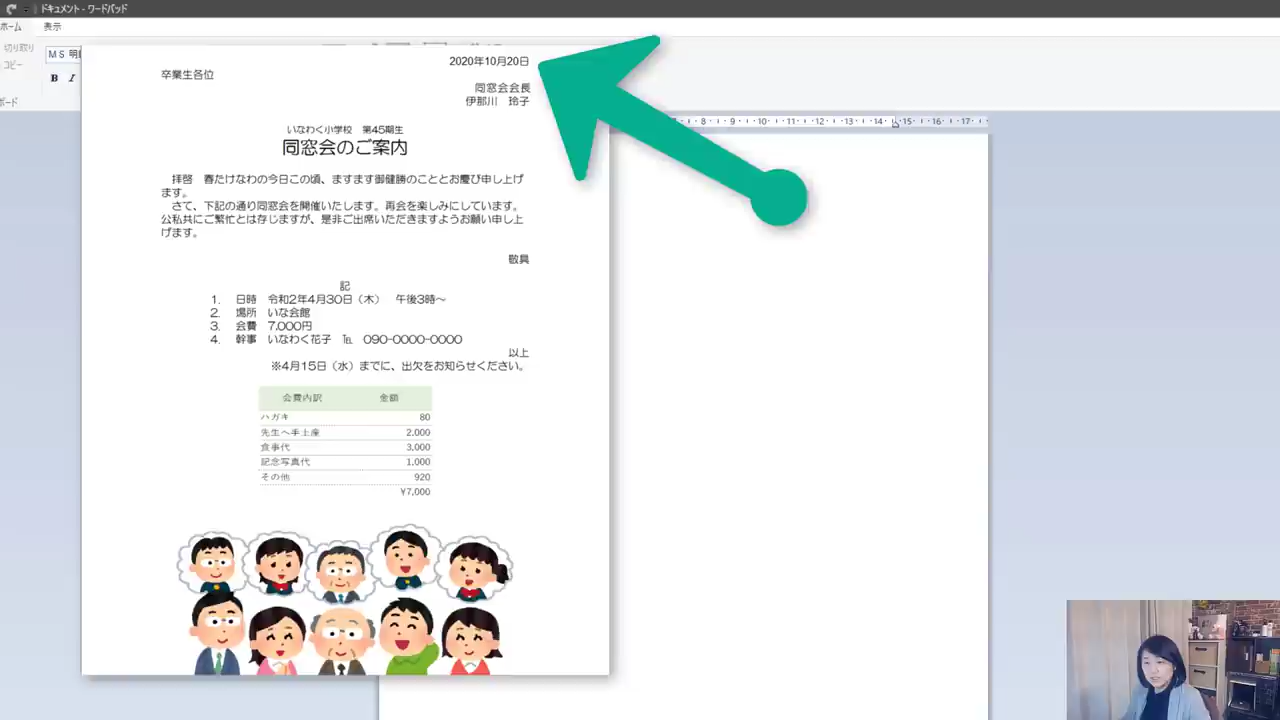 ドキュメント - ワードパッド
ホーム 表示
切り取り
コピー
ＭＳ 明
B I
ボード
8 9 10 11 12 13 14 15 16 17
2020年10月20日
卒業生各位
同窓会会長
伊那川　玲子
いなわく小学校　第45期生
同窓会のご案内
拝啓　春たけなわの今日この頃、ますます御健勝のこととお慶び申し上げ
ます。
さて、下記の通り同窓会を開催いたします。再会を楽しみにしています。
公私共にご繁忙とは存じますが、是非ご出席いただきますようお願い申し上
げます。
敬具
記
1. 日時　令和2年4月30日（木）　午後3時～
2. 場所　いな会館
3. 会費　7,000円
4. 幹事　いなわく花子　℡　090-0000-0000
以上
※4月15日（水）までに、出欠をお知らせください。
会費内訳 金額
ハガキ 80
先生へ手土産 2,000
食事代 3,000
記念写真代 1,000
その他 920
¥7,000